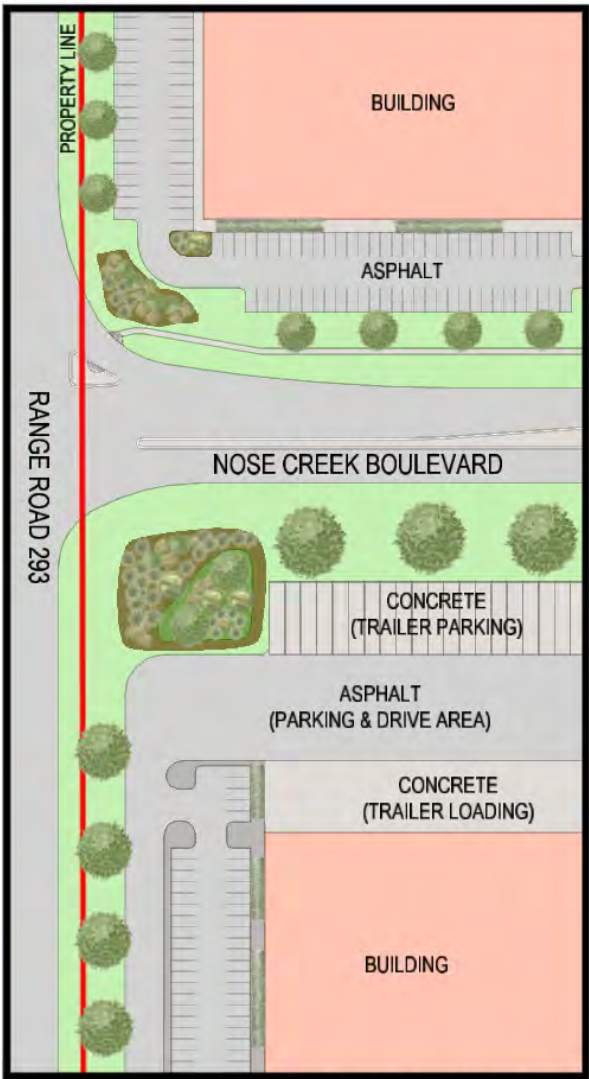 PROPERTY LINE
BUILDING
ASPHALT
RANGE ROAD 293
NOSE CREEK BOULEVARD
CONCRETE
(TRAILER PARKING)
ASPHALT
(PARKING & DRIVE AREA)
CONCRETE
(TRAILER LOADING)
BUILDING